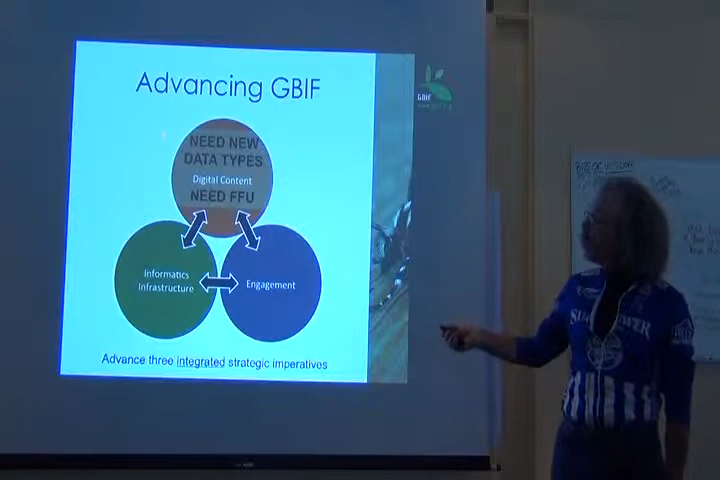 Advancing GBIF
NEED NEW
DATA TYPES
Digital Content
NEED FFU
Informatics
Infrastructure
Engagement
Advance three integrated strategic imperatives
GBIF